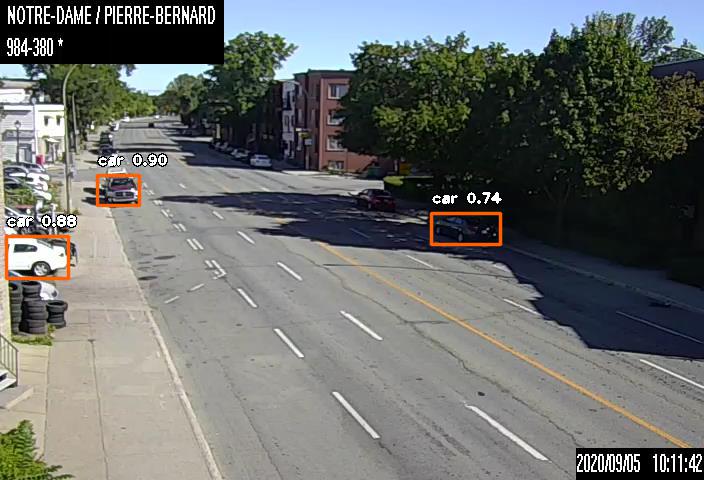 NOTRE-DAME / PIERRE-BERNARD
984-380 *
car 0.90
car 0.74
car 0.88
2020/09/05 10:11:42